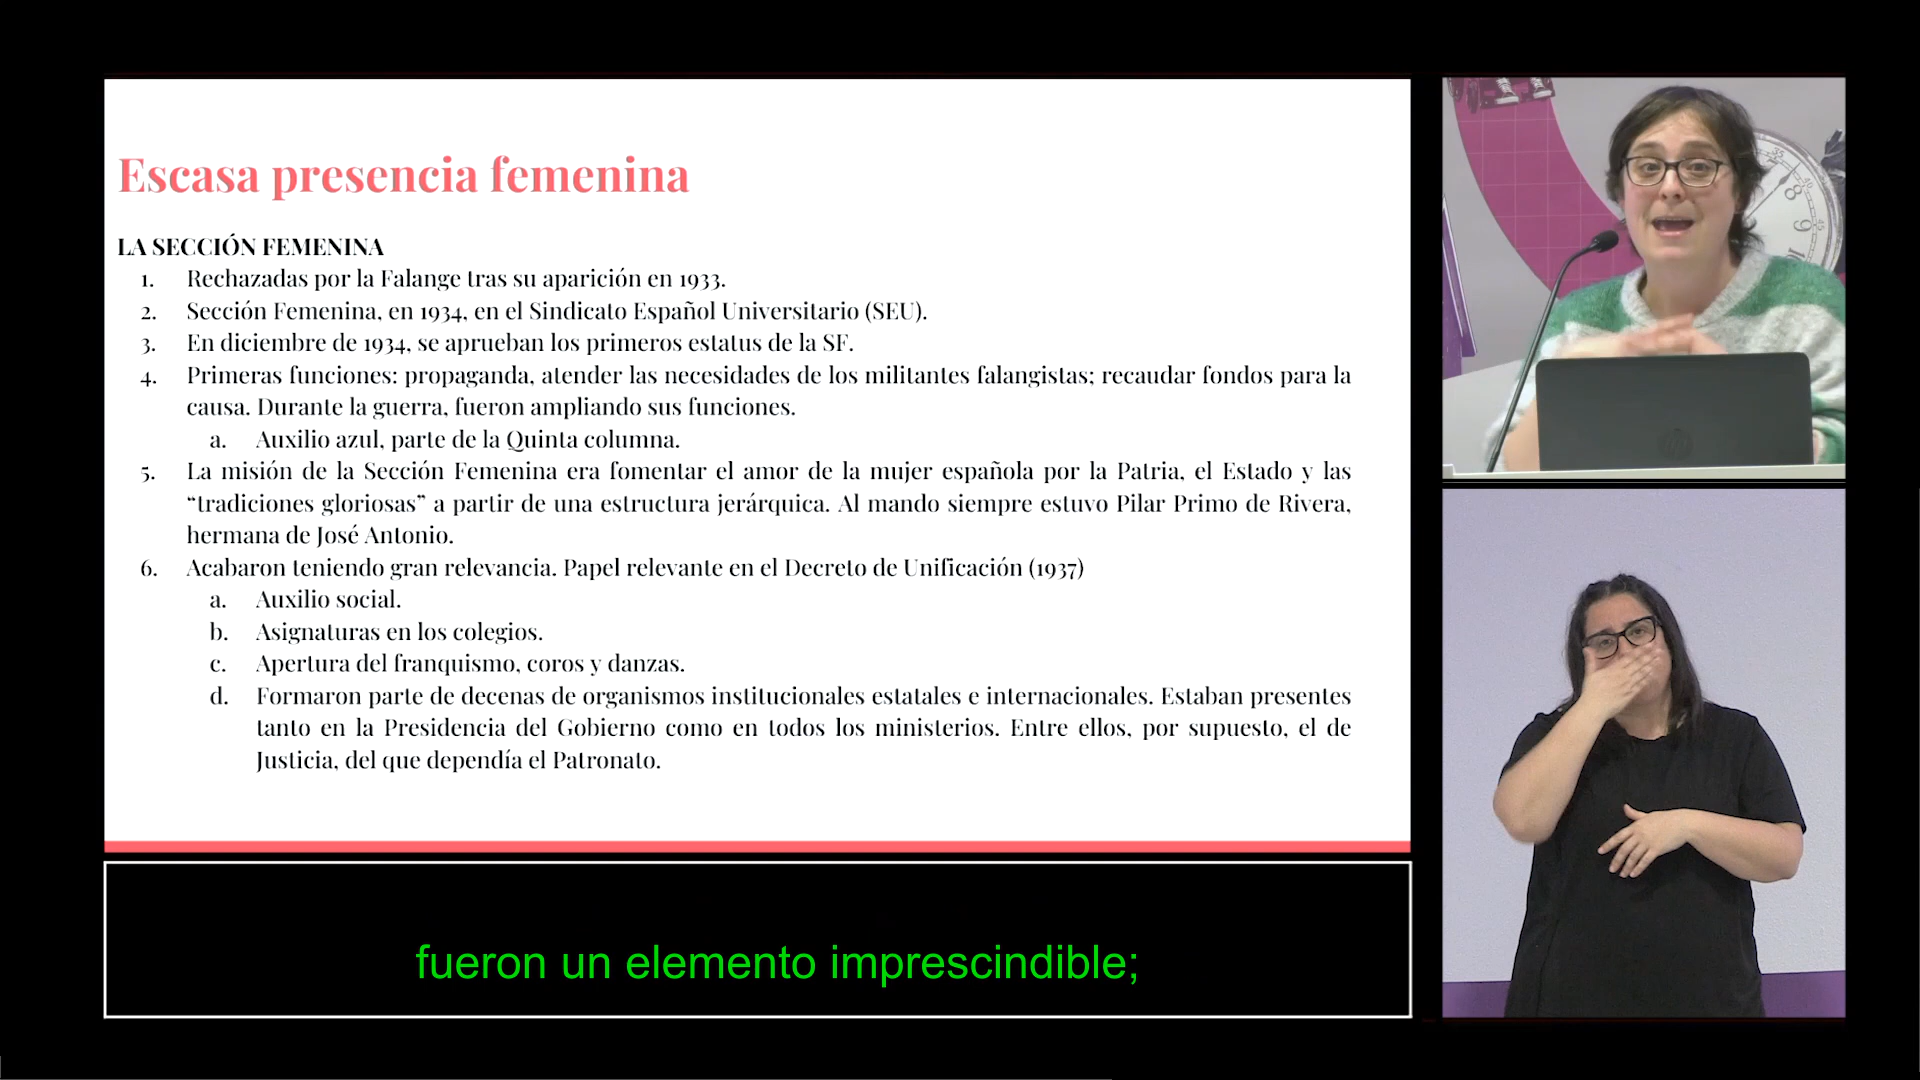 Escasa presencia femenina
LA SECCIÓN FEMENINA
1. Rechazadas por la Falange tras su aparición en 1933.
2. Sección Femenina, en 1934, en el Sindicato Español Universitario (SEU).
3. En diciembre de 1934, se aprueban los primeros estatus de la SF.
4. Primeras funciones: propaganda, atender las necesidades de los militantes falangistas; recaudar fondos para la
causa. Durante la guerra, fueron ampliando sus funciones.
a. Auxilio azul, parte de la Quinta columna.
5. La misión de la Sección Femenina era fomentar el amor de la mujer española por la Patria, el Estado y las
“tradiciones gloriosas” a partir de una estructura jerárquica. Al mando siempre estuvo Pilar Primo de Rivera,
hermana de José Antonio.
6. Acabaron teniendo gran relevancia. Papel relevante en el Decreto de Unificación (1937)
a. Auxilio social.
b. Asignaturas en los colegios.
c. Apertura del franquismo, coros y danzas.
d. Formaron parte de decenas de organismos institucionales estatales e internacionales. Estaban presentes
tanto en la Presidencia del Gobierno como en todos los ministerios. Entre ellos, por supuesto, el de
Justicia, del que dependía el Patronato.
fueron un elemento imprescindible;